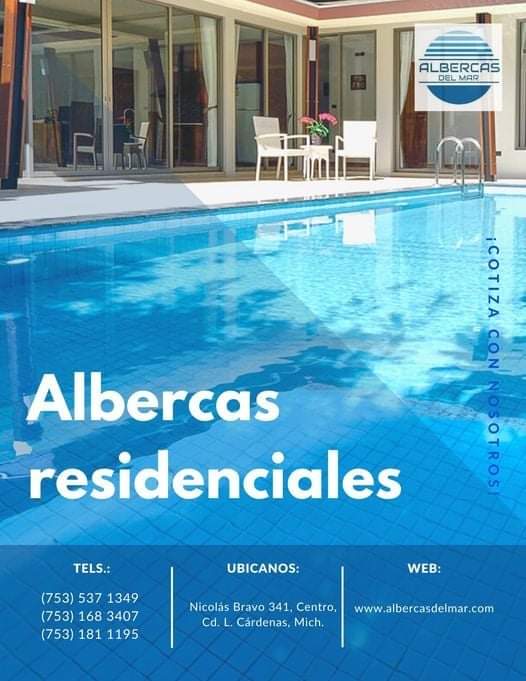 ALBERCAS
DEL MAR
¡COTIZA CON NOSOTROS!
Albercas
residenciales
TELS.:
(753) 537 1349
(753) 168 3407
(753) 181 1195
UBICANOS:
Nicolás Bravo 341, Centro,
Cd. L. Cárdenas, Mich.
WEB:
www.albercasdelmar.com